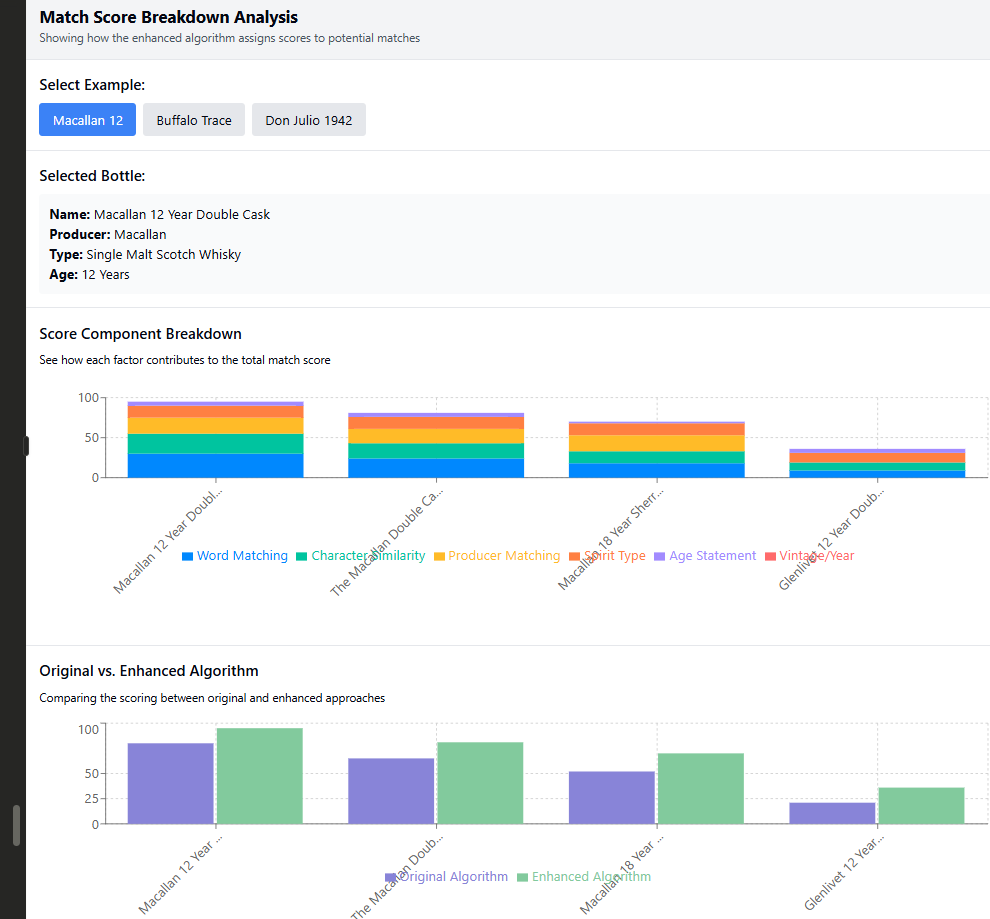 Match Score Breakdown Analysis
Showing how the enhanced algorithm assigns scores to potential matches
Select Example:
Macallan 12
Buffalo Trace
Don Julio 1942
Selected Bottle:
Name: Macallan 12 Year Double Cask
Producer: Macallan
Type: Single Malt Scotch Whisky
Age: 12 Years
Score Component Breakdown
See how each factor contributes to the total match score
100
50
0
Macallan 12 Year Doubl...
The Macallan Double Ca...
Macallan 18 Year Sherr...
Glenlivet 12 Year Doub...
Word Matching
Character Similarity
Producer Matching
Spirit Type
Age Statement
Vintage/Year
Original vs. Enhanced Algorithm
Comparing the scoring between original and enhanced approaches
100
50
25
0
Macallan 12 Year ...
The Macallan Doub...
Macallan 18 Year ...
Glenlivet 12 Year...
Original Algorithm
Enhanced Algorithm